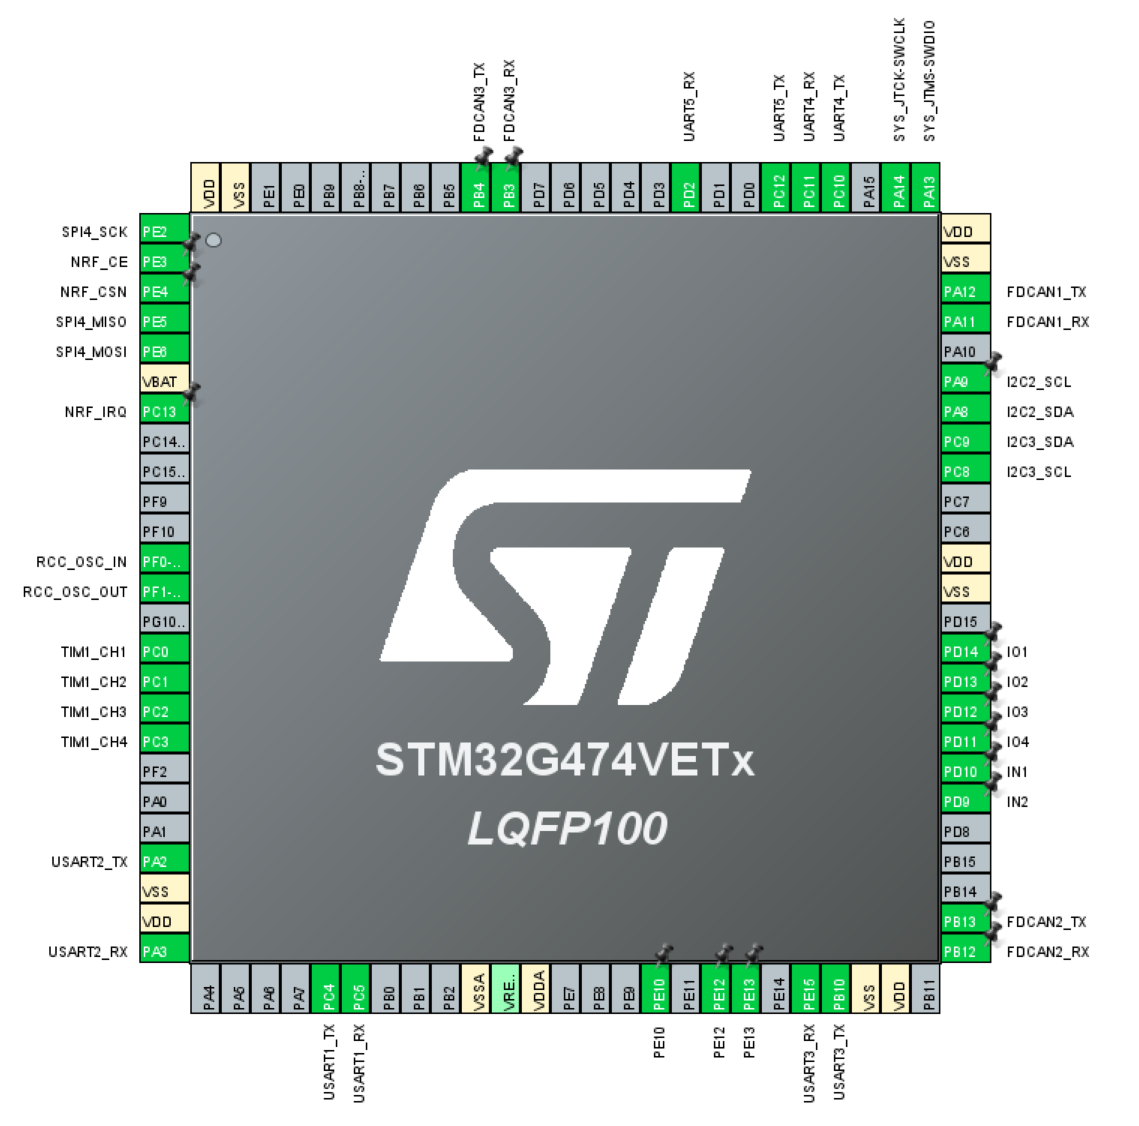 FDCAN3_TX
FDCAN3_RX
UART5_RX
UART5_TX
UART4_RX
UART4_TX
SYS_JTCK-SWCLK
SYS_JTMS-SWDIO
VDD
VSS
PE1
PE0
PB9
PB8-..
PB7
PB6
PB5
PB4
PB3
PD7
PD6
PD5
PD4
PD3
PD2
PD1
PD0
PC12
PC11
PC10
PA15
PA14
PA13
SPI4_SCK PE2
NRF_CE PE3
NRF_CSN PE4
SPI4_MISO PE5
SPI4_MOSI PE6
VBAT
NRF_IRQ PC13
PC14..
PC15..
PF9
PF10
RCC_OSC_IN PF0-..
RCC_OSC_OUT PF1-..
PG10..
TIM1_CH1 PC0
TIM1_CH2 PC1
TIM1_CH3 PC2
TIM1_CH4 PC3
PF2
PA0
PA1
USART2_TX PA2
VSS
VDD
USART2_RX PA3
ST
STM32G474VETx
LQFP100
VDD
VSS
PA12 FDCAN1_TX
PA11 FDCAN1_RX
PA10
PA9 I2C2_SCL
PA8 I2C2_SDA
PC9 I2C3_SDA
PC8 I2C3_SCL
PC7
PC6
VDD
VSS
PD15
PD14 IO1
PD13 IO2
PD12 IO3
PD11 IO4
PD10 IN1
PD9 IN2
PD8
PB15
PB14
PB13 FDCAN2_TX
PB12 FDCAN2_RX
PA4
PA5
PA6
PA7
PC4
PC5
PB0
PB1
PB2
VSSA
VRE..
VDDA
PE7
PE8
PE9
PE10
PE11
PE12
PE13
PE14
PE15
PB10
VSS
VDD
PB11
USART1_TX
USART1_RX
PE10
PE12
PE13
USART3_RX
USART3_TX